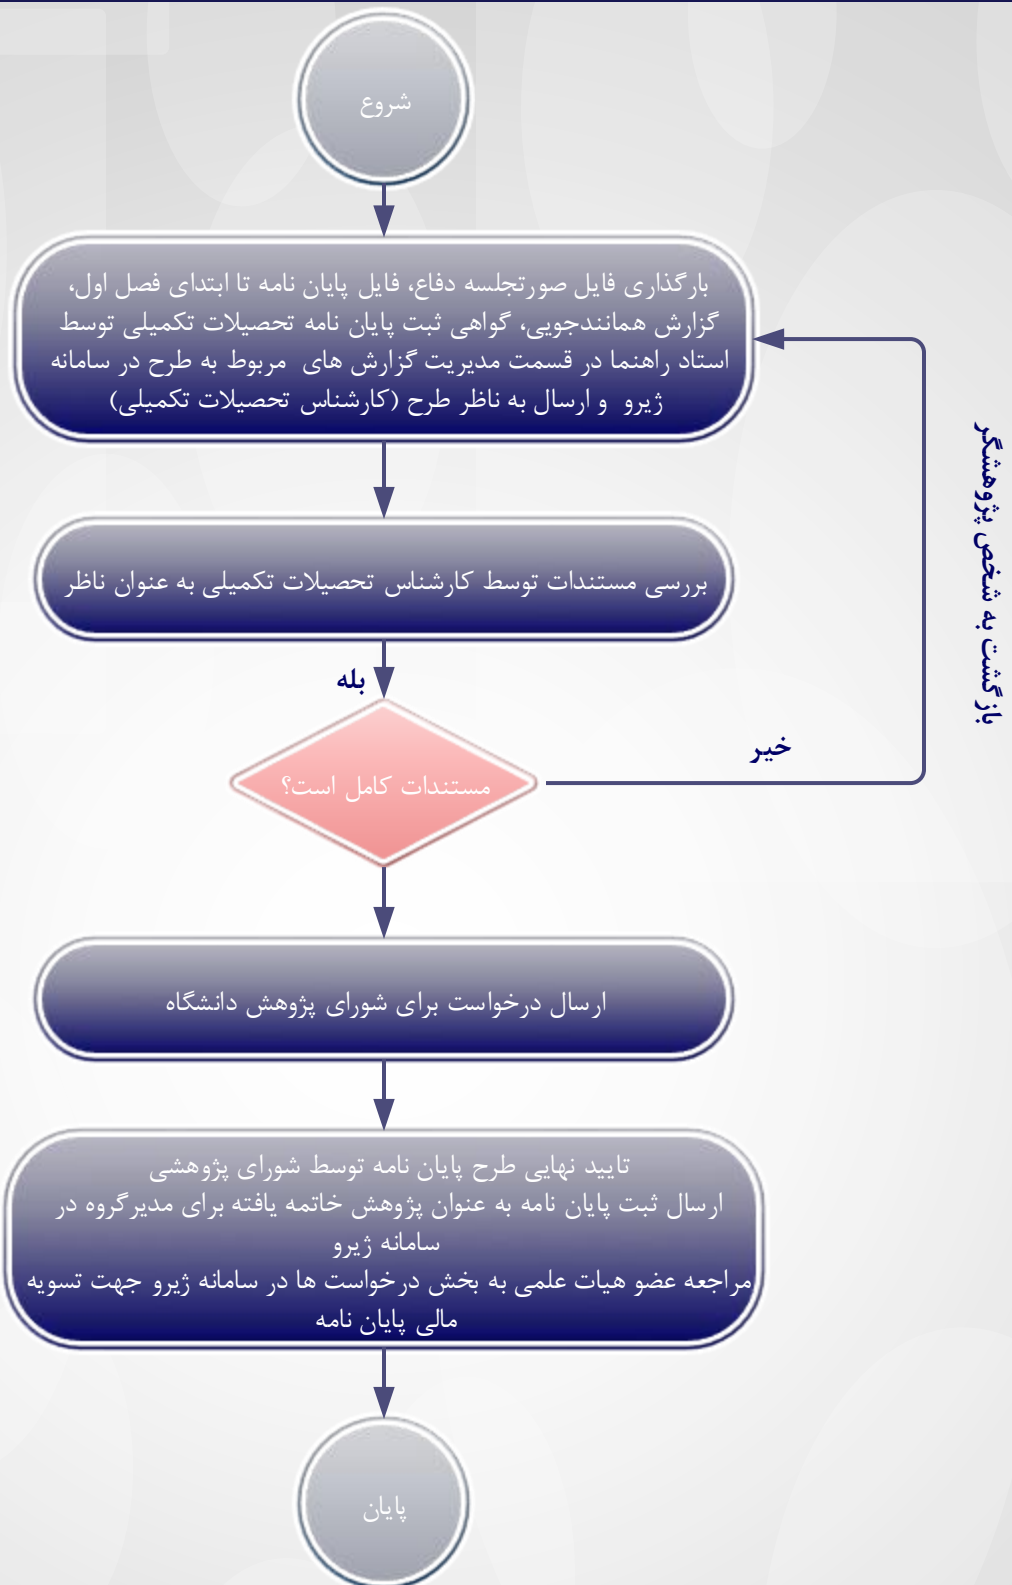 شروع
بارگذاری فایل صورتجلسه دفاع، فایل پایان نامه تا ابتدای فصل اول،
گزارش همانندجویی، گواهی ثبت پایان نامه تحصیلات تکمیلی توسط
استاد راهنما در قسمت مدیریت گزارش های مربوط به طرح در سامانه
ژیرو و ارسال به ناظر طرح (کارشناس تحصیلات تکمیلی)
بازگشت به شخص پژوهشگر
بررسی مستندات توسط کارشناس تحصیلات تکمیلی به عنوان ناظر
بله
خیر
مستندات کامل است؟
ارسال درخواست برای شورای پژوهش دانشگاه
تایید نهایی طرح پایان نامه توسط شورای پژوهشی
ارسال ثبت پایان نامه به عنوان پژوهش خاتمه یافته برای مدیرگروه در
سامانه ژیرو
مراجعه عضو هیات علمی به بخش درخواست ها در سامانه ژیرو جهت تسویه
مالی پایان نامه
پایان